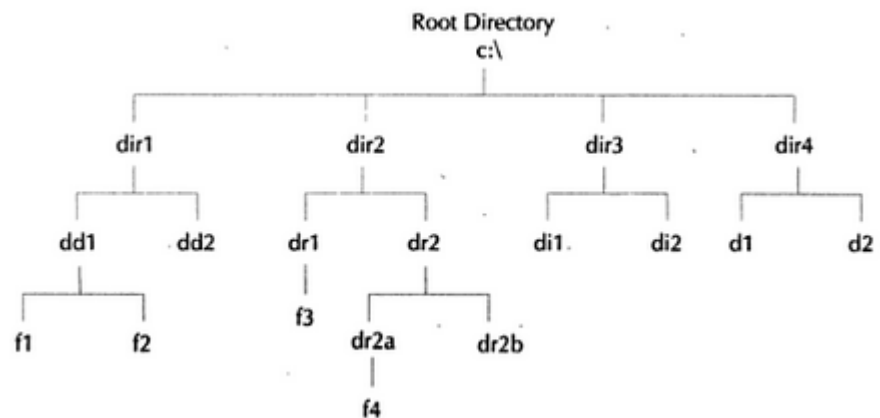 Root Directory
c:\
dir1 dir2 dir3 dir4
dd1 dd2 dr1 dr2 di1 di2 d1 d2
f1 f2 f3 dr2a dr2b
f4